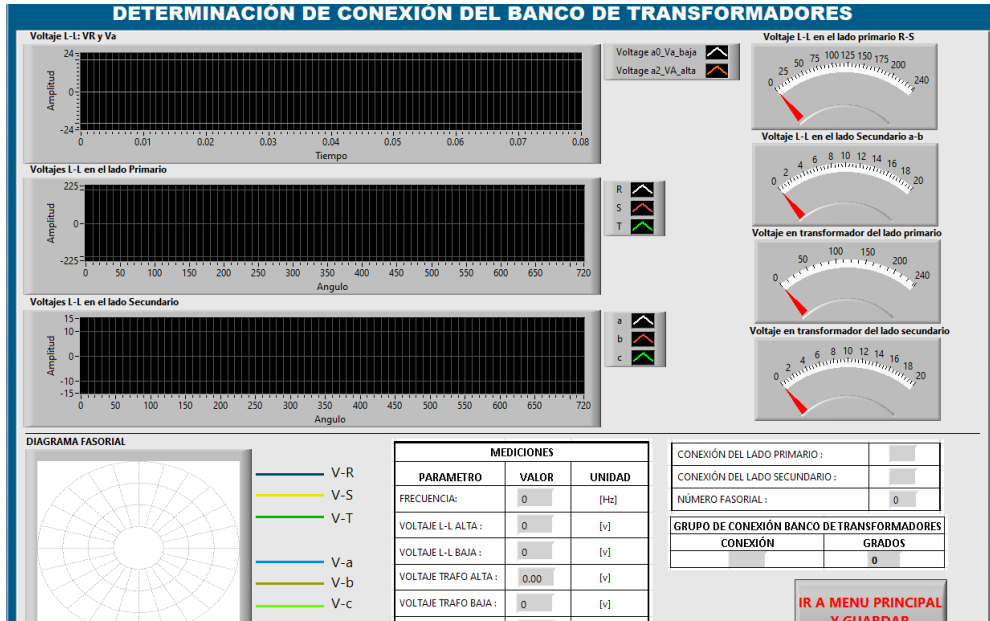 DETERMINACIÓN DE CONEXIÓN DEL BANCO DE TRANSFORMADORES
Voltaje L-L: VR y Va
24
0
-24
Amplitud
0 0.01 0.02 0.03 0.04 0.05 0.06 0.07 0.08
Tiempo
Voltage a0_Va_baja
Voltage a2_VA_alta
Voltajes L-L en el lado Primario
225
0
-225
Amplitud
0 50 100 150 200 250 300 350 400 450 500 550 600 650 720
Angulo
R
S
T
Voltajes L-L en el lado Secundario
15
10
0
-10
-15
Amplitud
0 50 100 150 200 250 300 350 400 450 500 550 600 650 720
Angulo
a
b
c
Voltaje L-L en el lado primario R-S
0 25 50 75 100 125 150 175 200 240
Voltaje L-L en el lado Secundario a-b
0 2 4 6 8 10 12 14 16 18 20
Voltaje en transformador del lado primario
0 50 100 150 200 240
Voltaje en transformador del lado secundario
0 2 4 6 8 10 12 14 16 18 20
DIAGRAMA FASORIAL
V-R
V-S
V-T
V-a
V-b
V-c
MEDICIONES
PARAMETRO VALOR UNIDAD
FRECUENCIA: 0 [Hz]
VOLTAJE L-L ALTA : 0 [v]
VOLTAJE L-L BAJA : 0 [v]
VOLTAJE TRAFO ALTA : 0.00 [v]
VOLTAJE TRAFO BAJA : 0 [v]
CONEXIÓN DEL LADO PRIMARIO :
CONEXIÓN DEL LADO SECUNDARIO :
NÚMERO FASORIAL : 0
GRUPO DE CONEXIÓN BANCO DE TRANSFORMADORES
CONEXIÓN GRADOS
0
IR A MENU PRINCIPAL
Y GUARDAR